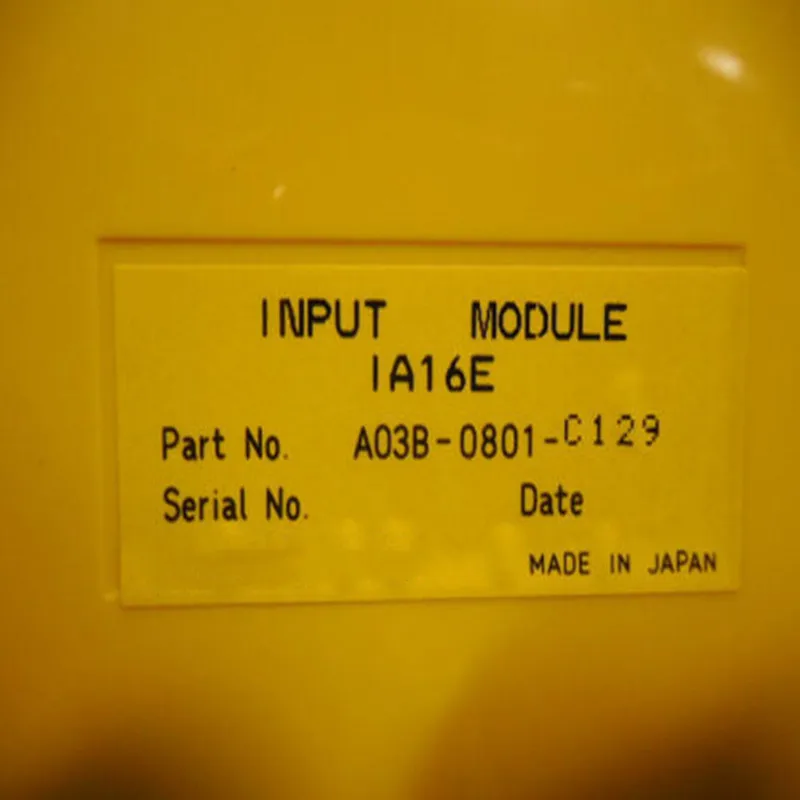 INPUT MODULE
IA16E
Part No. A03B-0801-C129
Serial No. Date
MADE IN JAPAN